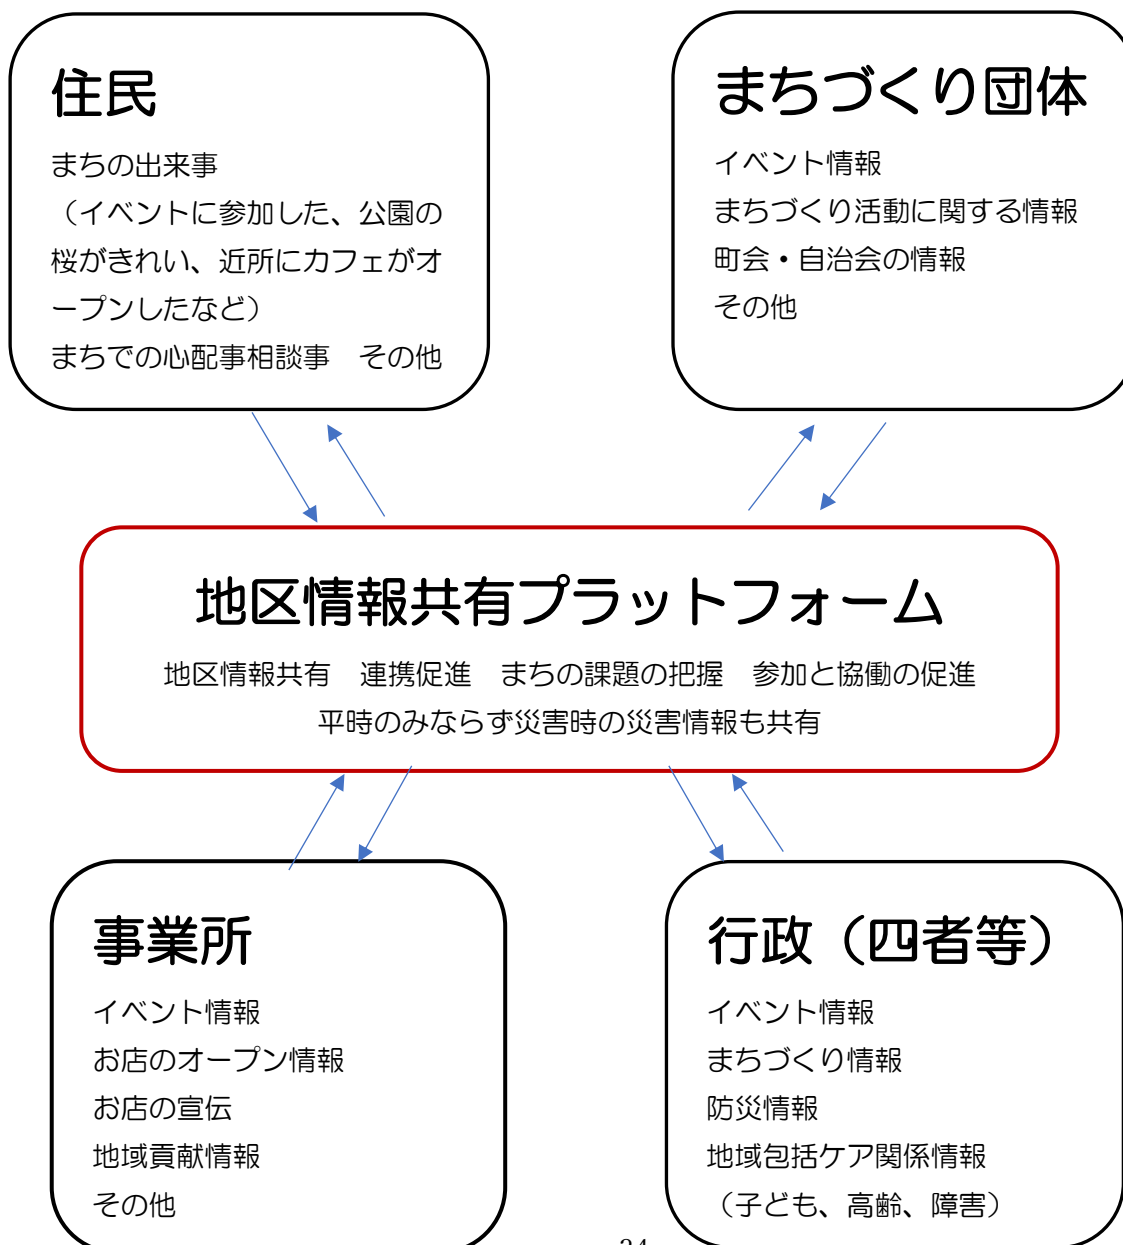 住民
まちの出来事
（イベントに参加した、公園の
桜がきれい、近所にカフェがオ
ープンしたなど）
まちでの心配事相談事　その他
まちづくり団体
イベント情報
まちづくり活動に関する情報
町会・自治会の情報
その他
地区情報共有プラットフォーム
地区情報共有　連携促進　まちの課題の把握　参加と協働の促進
平時のみならず災害時の災害情報も共有
事業所
イベント情報
お店のオープン情報
お店の宣伝
地域貢献情報
その他
行政（四者等）
イベント情報
まちづくり情報
防災情報
地域包括ケア関係情報
（子ども、高齢、障害）